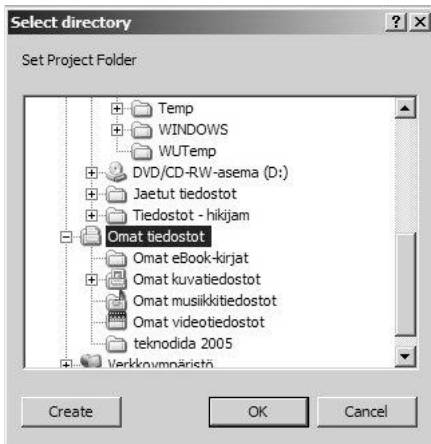 Select directory
Set Project Folder
Temp
WINDOWS
WUTemp
DVD/CD-RW-asema (D:)
Jaetut tiedostot
Tiedostot - hikijam
Omat tiedostot
Omat eBook-kirjat
Omat kuvatiedostot
Omat musiikkitiedostot
Omat videotiedostot
teknodida 2005
Verkkoympäristö
Create
OK
Cancel